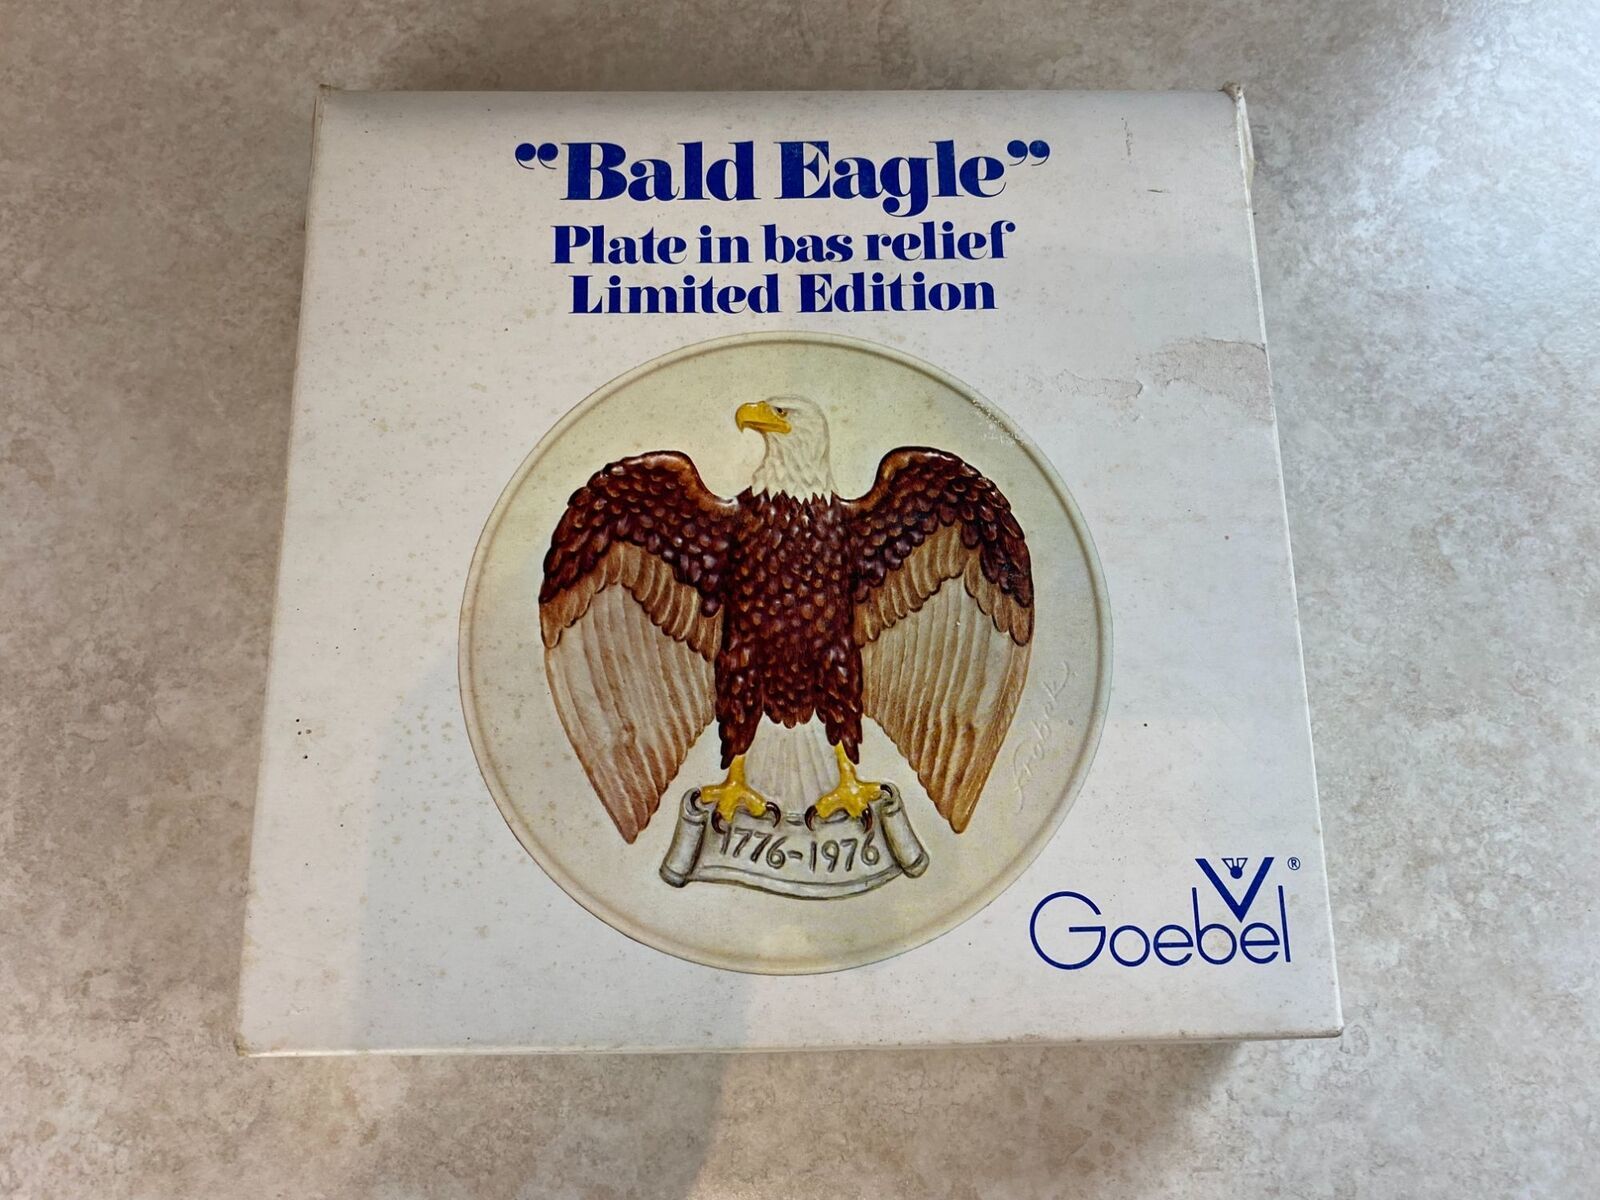 “Bald Eagle”
Plate in bas relief
Limited Edition
1776-1976
Goebel ®